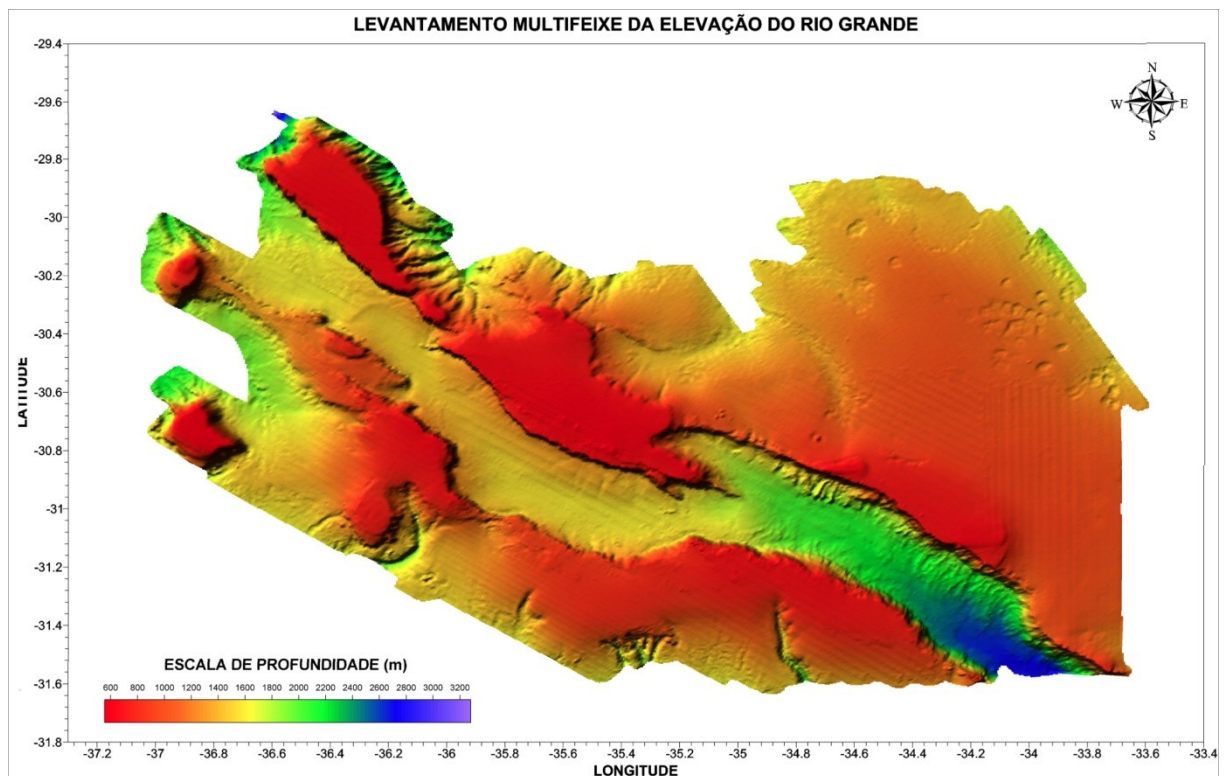 LEVANTAMENTO MULTIFEIXE DA ELEVAÇÃO DO RIO GRANDE
-29.4
-29.6
-29.8
-30
-30.2
-30.4
-30.6
-30.8
-31
-31.2
-31.4
-31.6
-31.8
LATITUDE
N
W E
S
ESCALA DE PROFUNDIDADE (m)
600 800 1000 1200 1400 1600 1800 2000 2200 2400 2600 2800 3000 3200
-37.2 -37 -36.8 -36.6 -36.4 -36.2 -36 -35.8 -35.6 -35.4 -35.2 -35 -34.8 -34.6 -34.4 -34.2 -34 -33.8 -33.6 -33.4
LONGITUDE